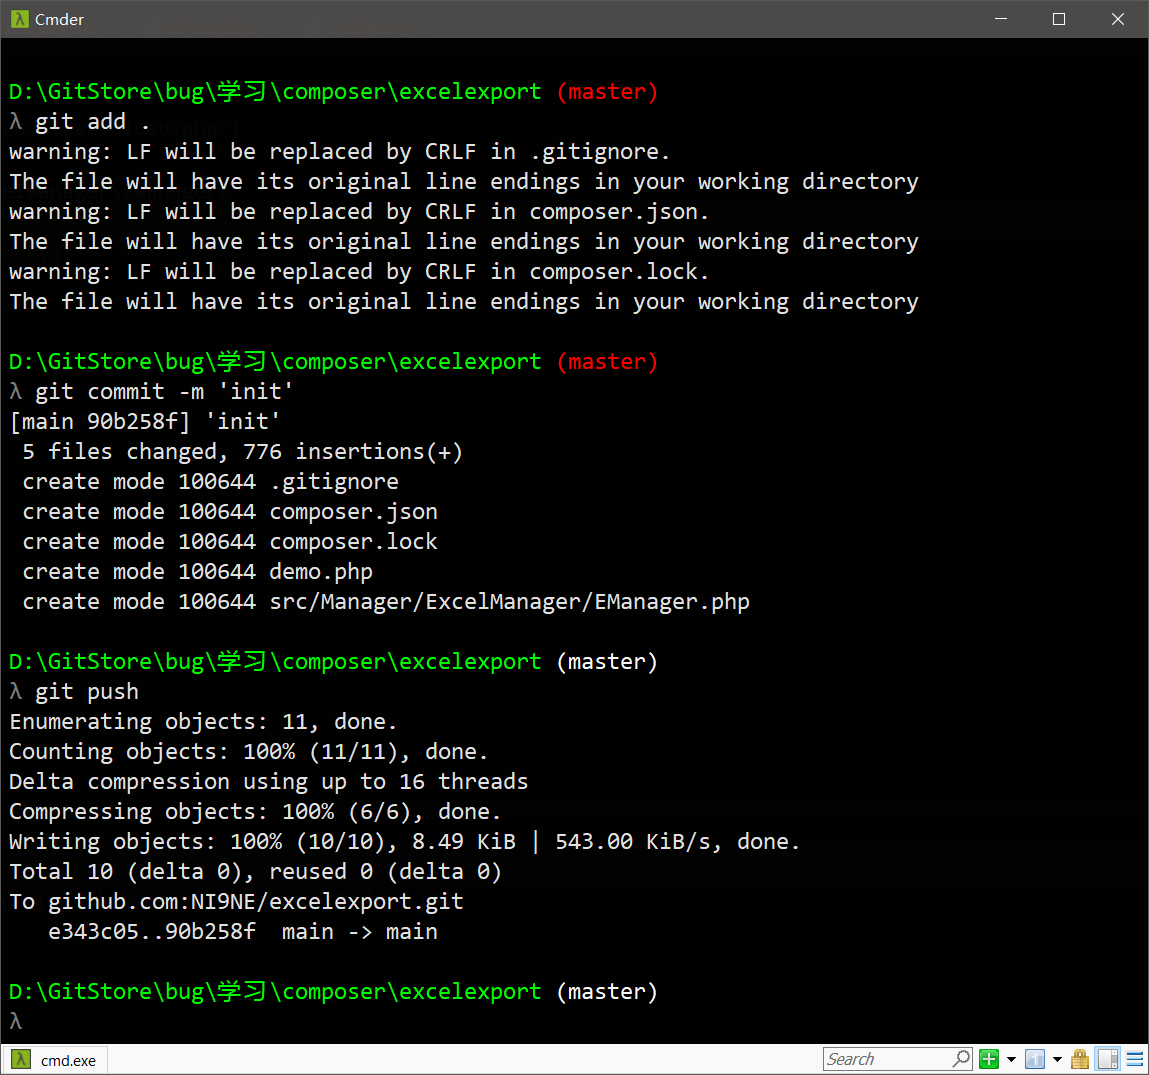 Cmder
D:\GitStore\bug\学习\composer\excelexport (master)
λ git add .
warning: LF will be replaced by CRLF in .gitignore.
The file will have its original line endings in your working directory
warning: LF will be replaced by CRLF in composer.json.
The file will have its original line endings in your working directory
warning: LF will be replaced by CRLF in composer.lock.
The file will have its original line endings in your working directory
D:\GitStore\bug\学习\composer\excelexport (master)
λ git commit -m 'init'
[main 90b258f] 'init'
5 files changed, 776 insertions(+)
create mode 100644 .gitignore
create mode 100644 composer.json
create mode 100644 composer.lock
create mode 100644 demo.php
create mode 100644 src/Manager/ExcelManager/EManager.php
D:\GitStore\bug\学习\composer\excelexport (master)
λ git push
Enumerating objects: 11, done.
Counting objects: 100% (11/11), done.
Delta compression using up to 16 threads
Compressing objects: 100% (6/6), done.
Writing objects: 100% (10/10), 8.49 KiB | 543.00 KiB/s, done.
Total 10 (delta 0), reused 0 (delta 0)
To github.com:NI9NE/excelexport.git
e343c05..90b258f  main -> main
D:\GitStore\bug\学习\composer\excelexport (master)
λ
λ cmd.exe
Search